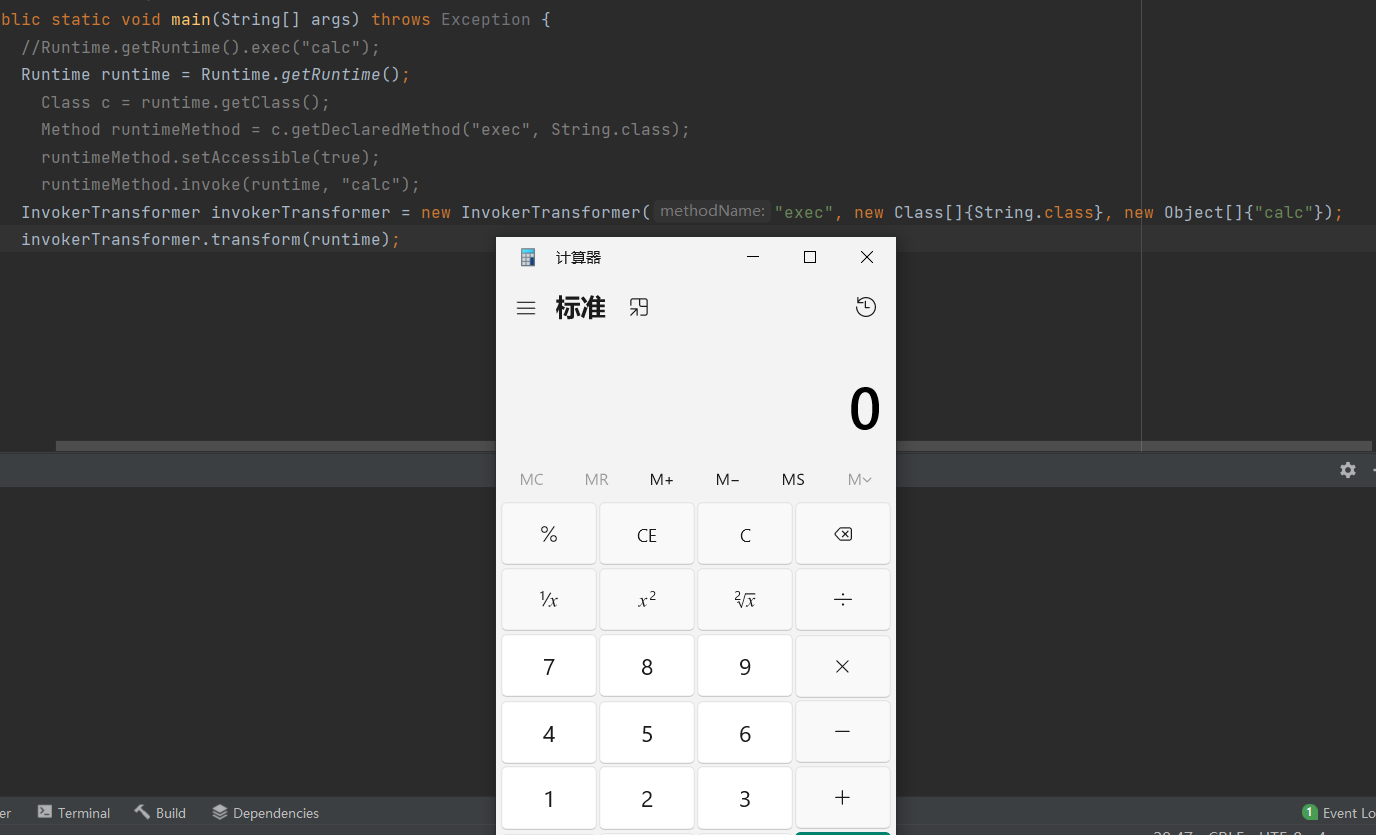 blic static void main(String[] args) throws Exception {
//Runtime.getRuntime().exec("calc");
Runtime runtime = Runtime.getRuntime();
Class c = runtime.getClass();
Method runtimeMethod = c.getDeclaredMethod("exec", String.class);
runtimeMethod.setAccessible(true);
runtimeMethod.invoke(runtime, "calc");
InvokerTransformer invokerTransformer = new InvokerTransformer( methodName: "exec", new Class[]{String.class}, new Object[]{"calc"});
invokerTransformer.transform(runtime);
计算器
标准
0
MC MR M+ M− MS M
% CE C
1/x x² ²√x ÷
7 8 9 ×
4 5 6 −
1 2 3 +
er Terminal Build Dependencies 1 Event Lo